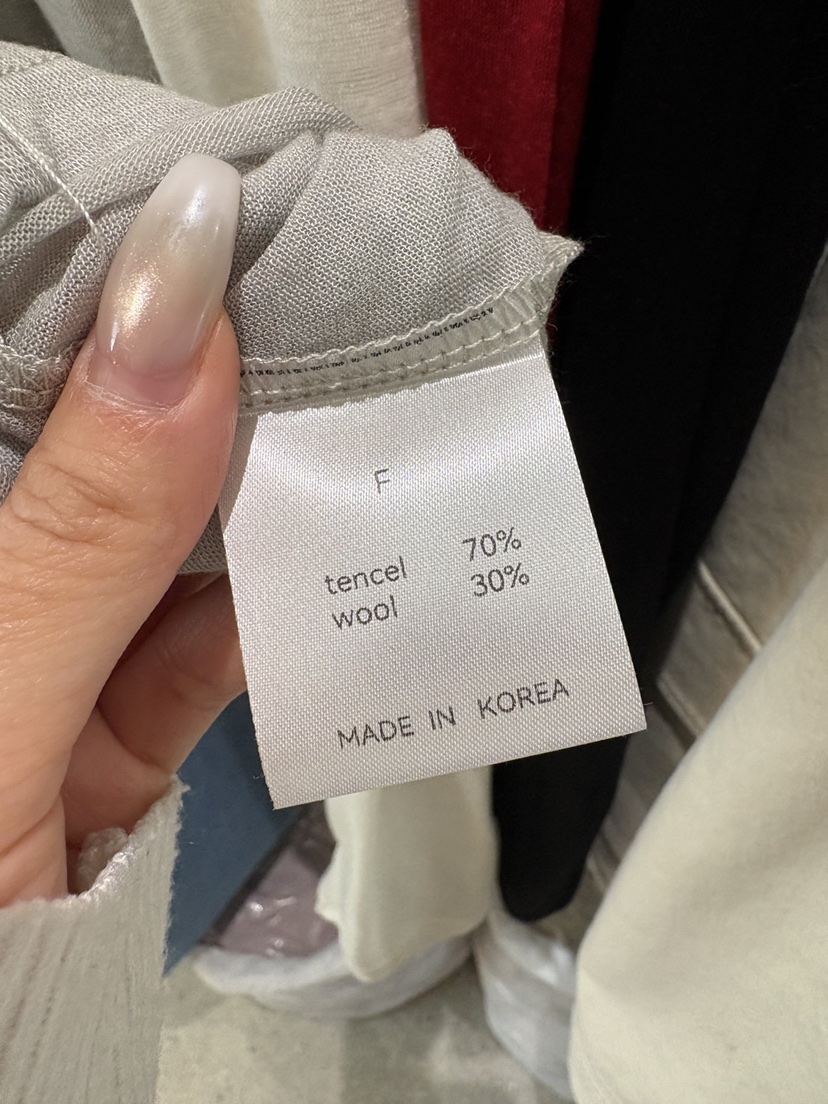 F
tencel 70%
wool 30%
MADE IN KOREA